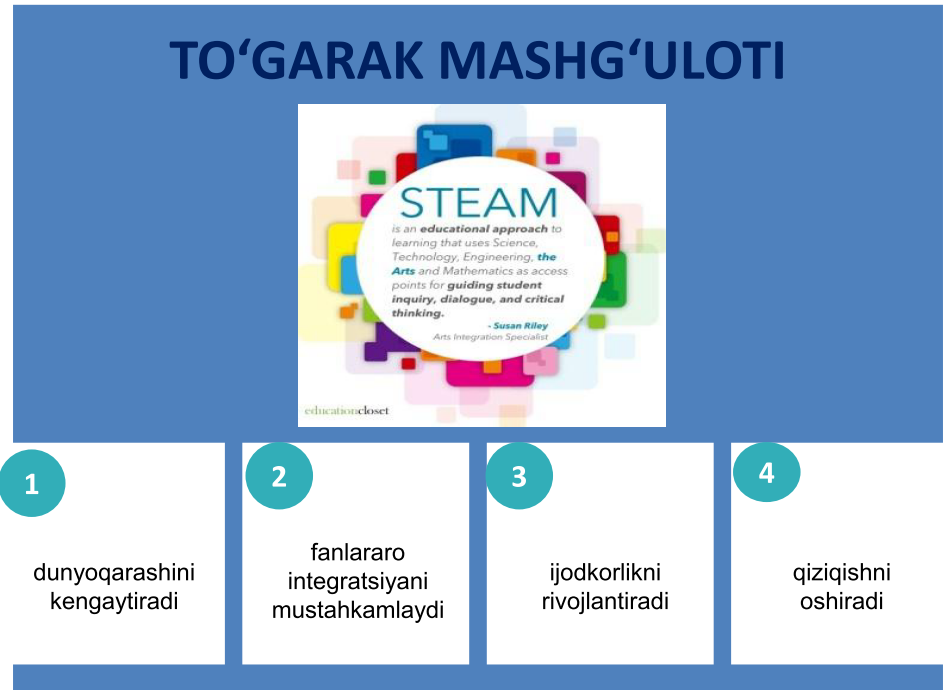 TO‘GARAK MASHG‘ULOTI
STEAM
is an educational approach to
learning that uses Science,
Technology, Engineering, the
Arts and Mathematics as access
points for guiding student
inquiry, dialogue, and critical
thinking.
- Susan Riley
Arts Integration Specialist
educationcloset
1
dunyoqarashini
kengaytiradi
2
fanlararo
integratsiyani
mustahkamlaydi
3
ijodkorlikni
rivojlantiradi
4
qiziqishni
oshiradi